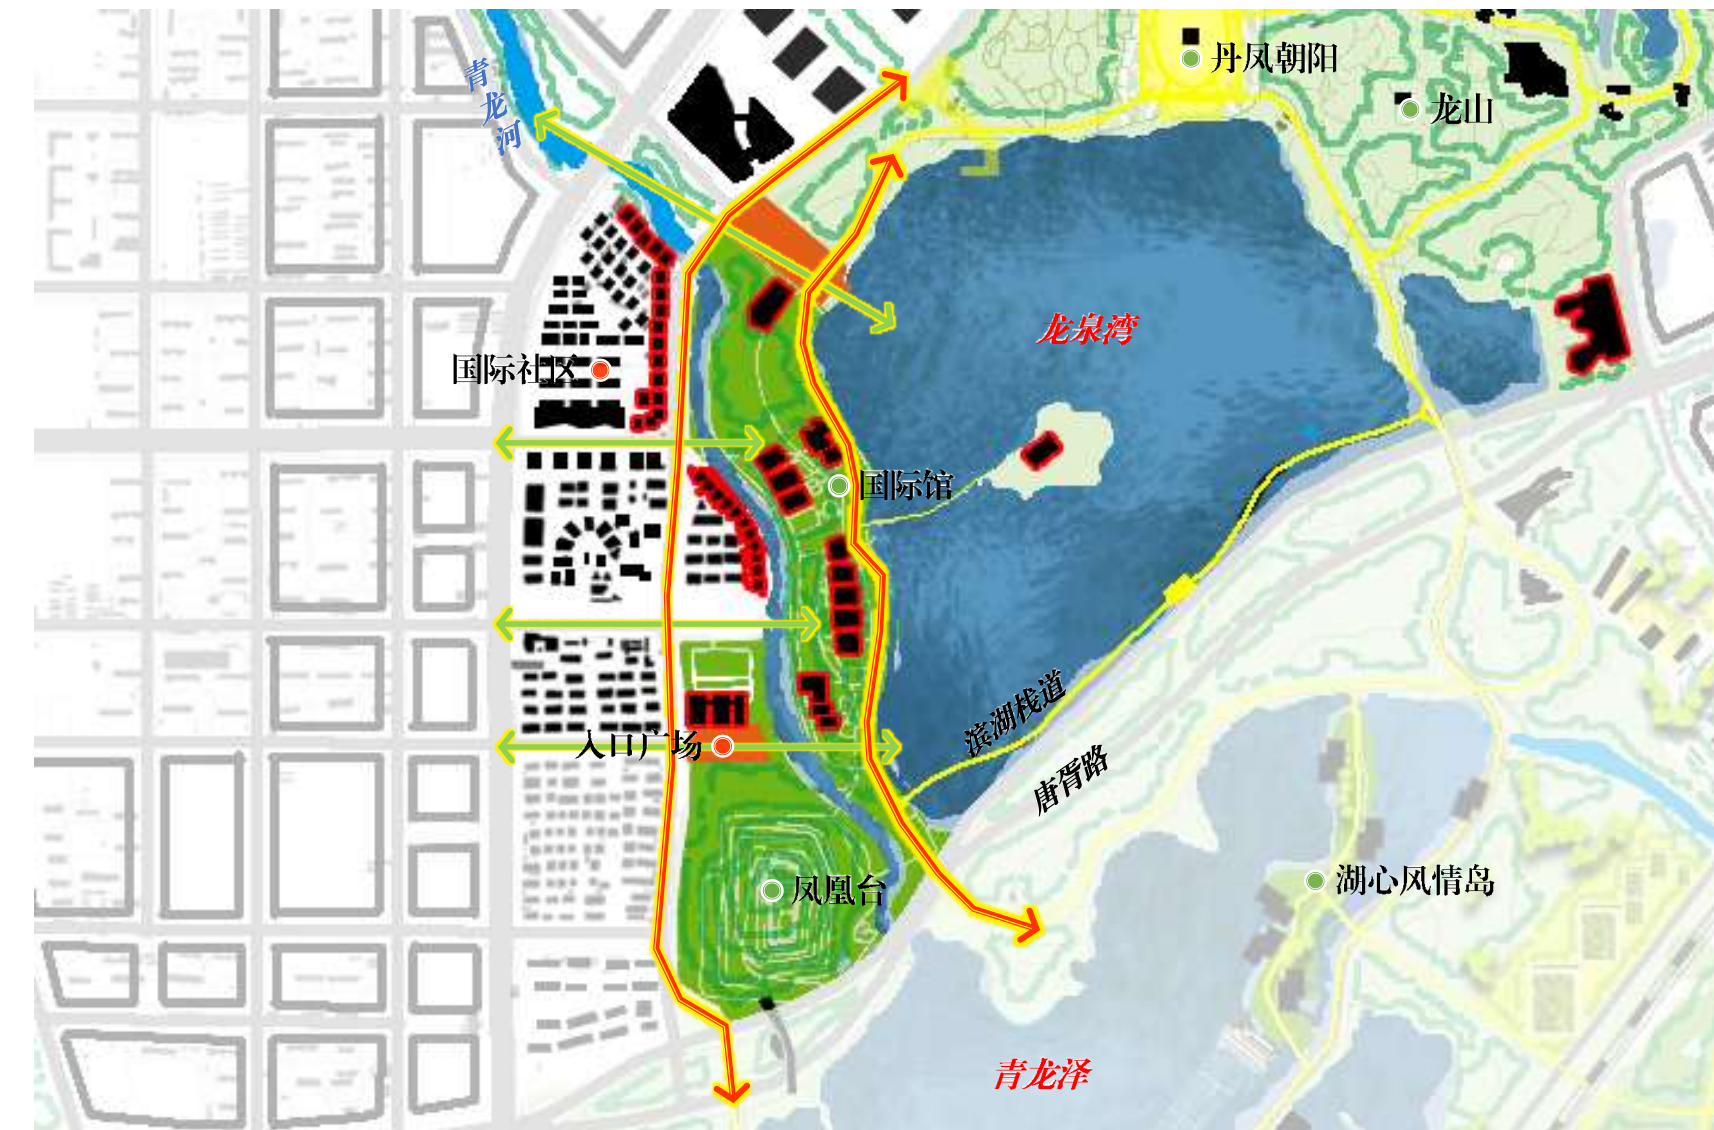 青龙河
丹凤朝阳
龙山
龙泉湾
国际社区
国际馆
滨湖栈道
入口广场
唐胥路
凤凰台
湖心风情岛
青龙泽